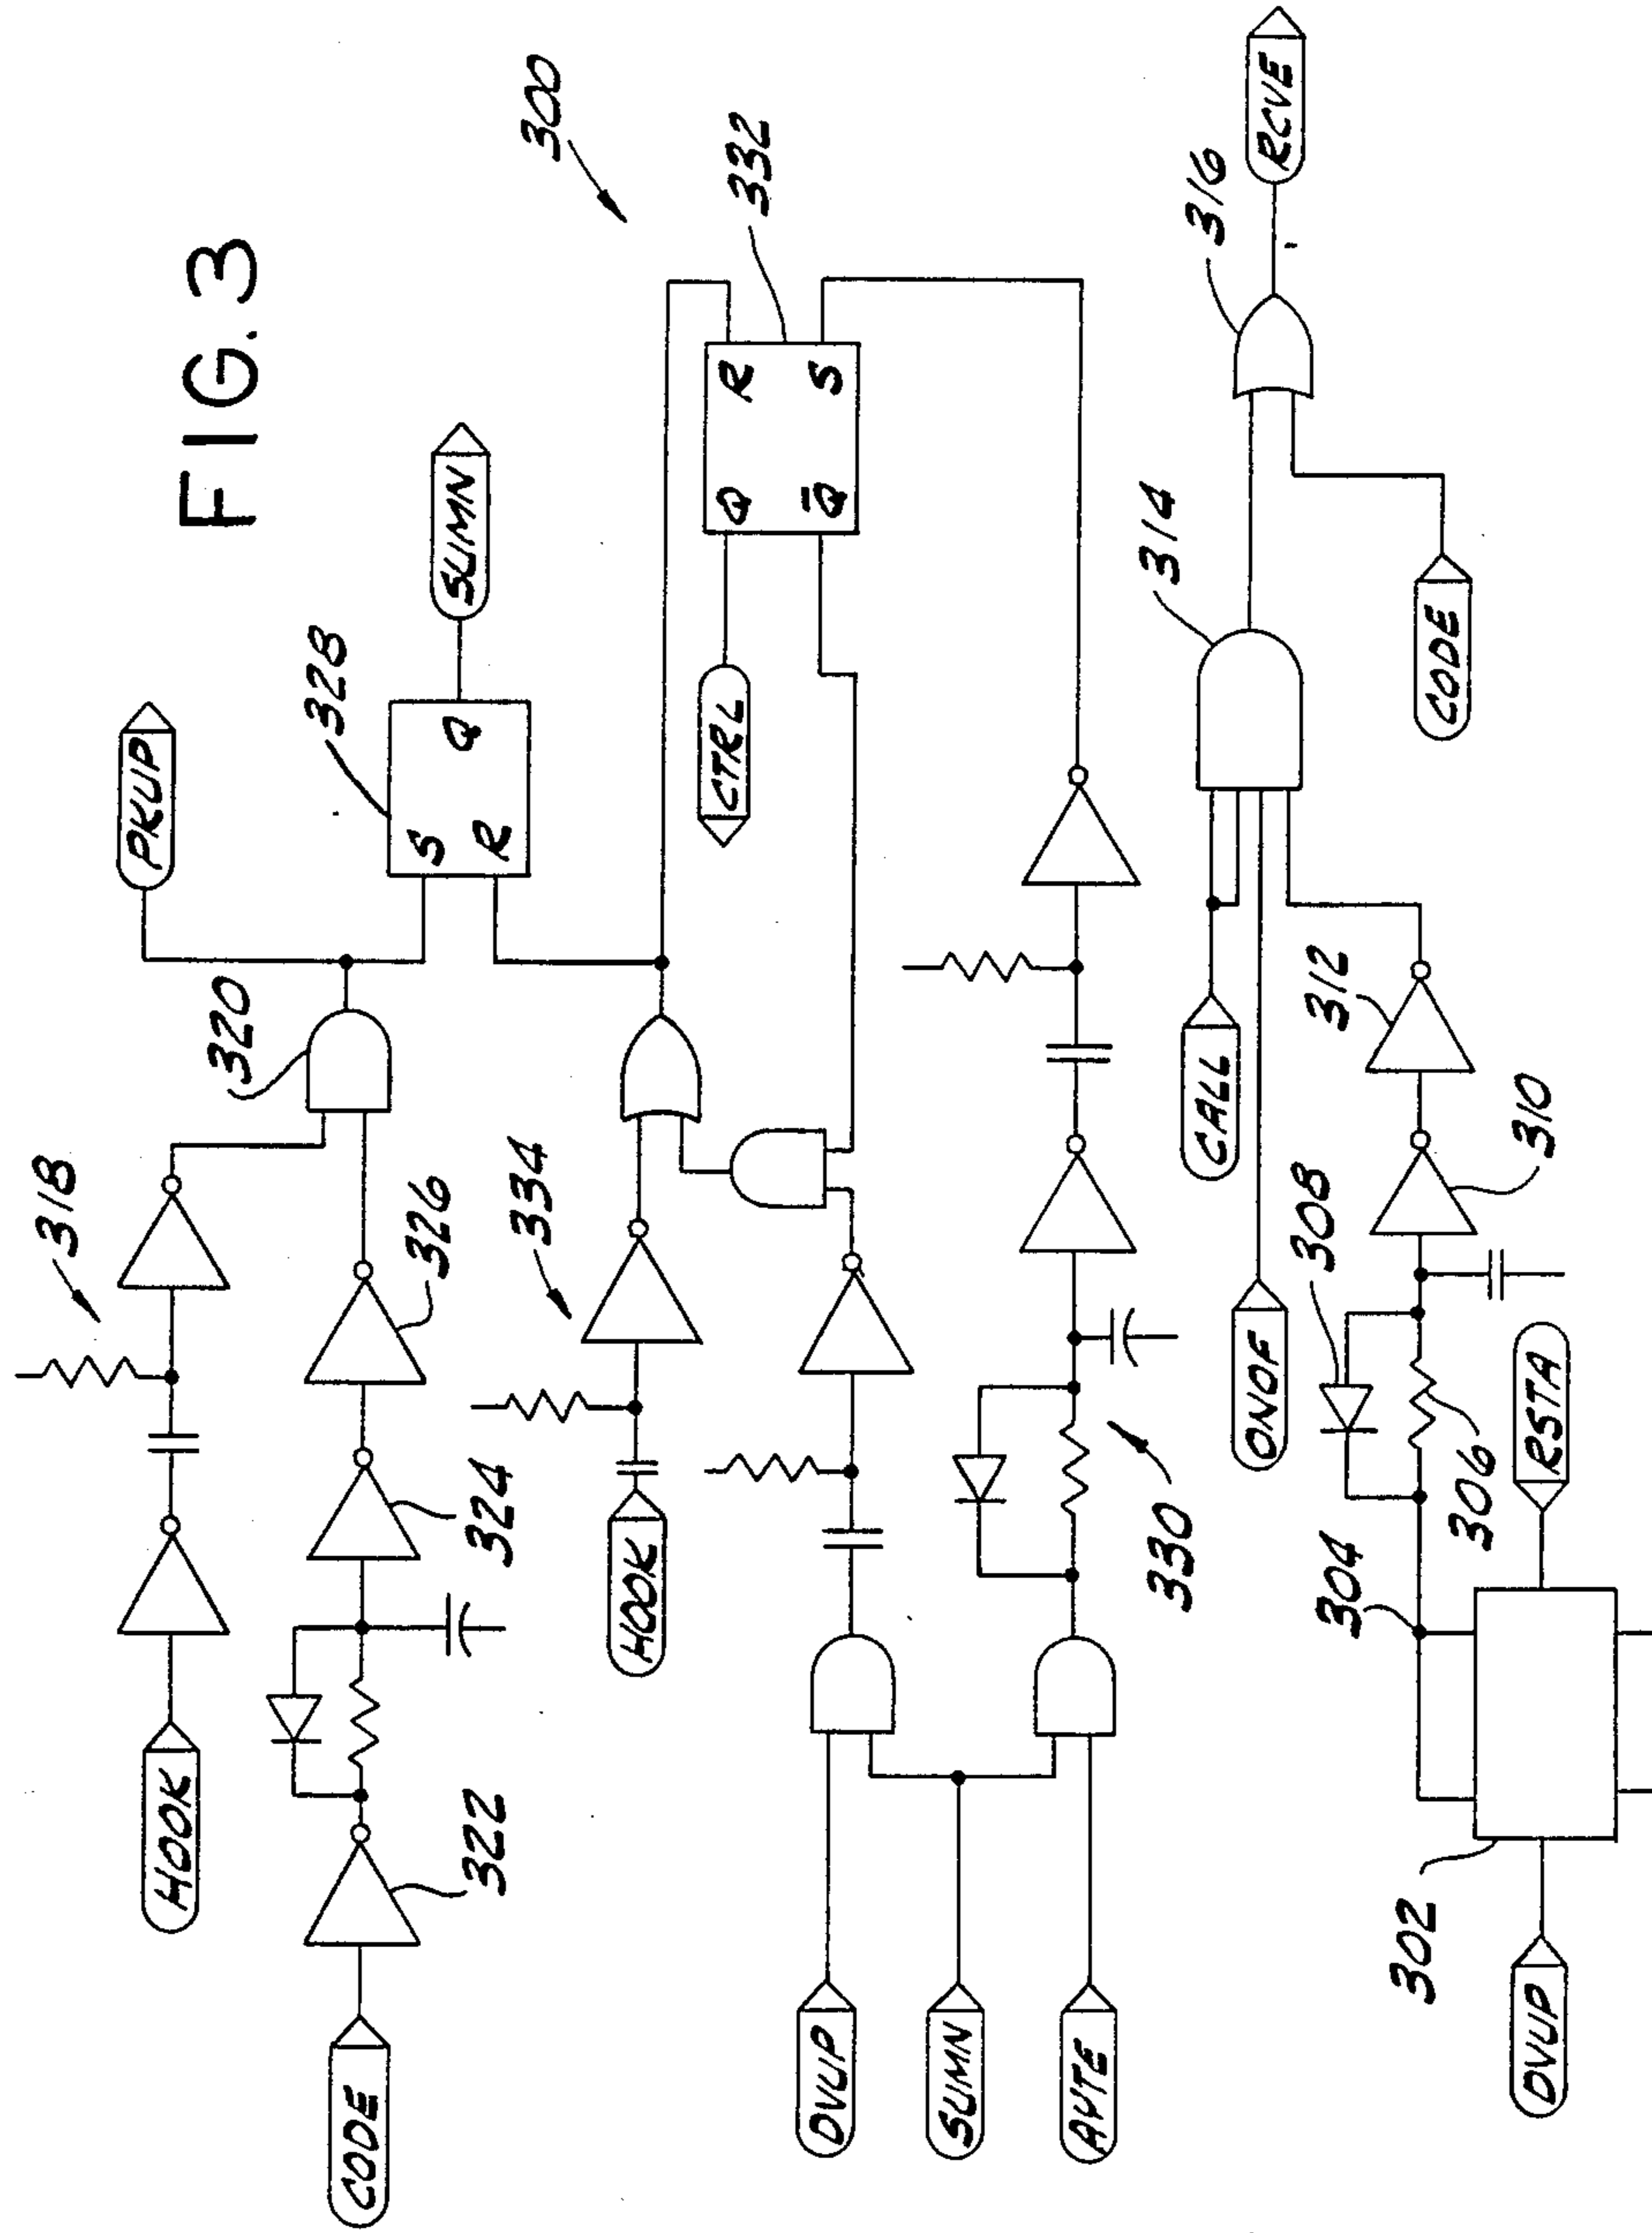 FIG. 3
300
HOOK
318
320
PKUP
CODE
322
324
326
328
S
R
Q
SUMN
HOOK
334
CTRL
Q
Q̅
R
S
332
DVUP
SUMN
AYTE
330
CALL
ONOF
314
316
RCVE
CODE
DVUP
302
304
RSTA
306
308
310
312